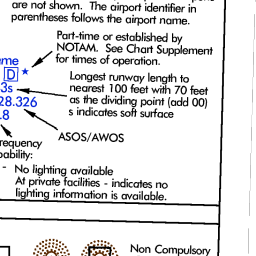 are not shown. The airport identifier in
parentheses follows the airport name.
Part-time or established by
NOTAM. See Chart Supplement
for times of operation.
D ★
Longest runway length to
nearest 100 feet with 70 feet
as the dividing point (add 00)
s indicates soft surface
3s
28.326
.8
ASOS/AWOS
- No lighting available
At private facilities - indicates no
lighting information is available.
Non Compulsory